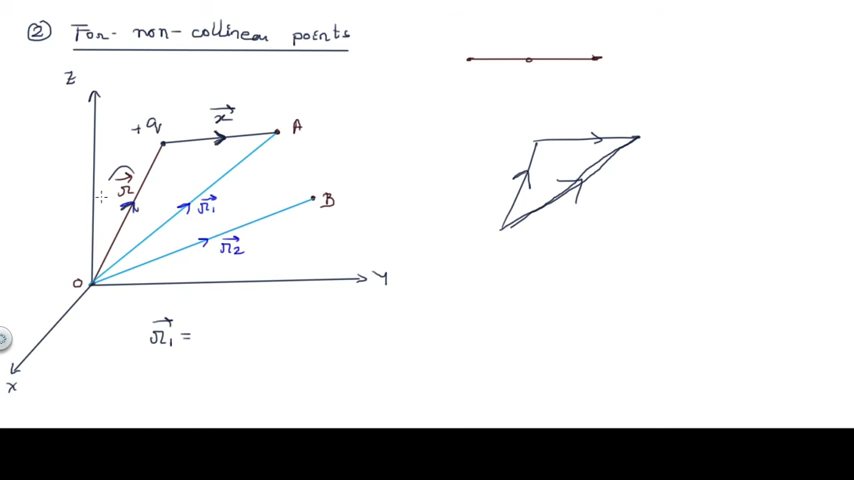 ② For non-collinear points
Z
+q
x⃗
A
r⃗
r⃗₁
B
r⃗₂
O
Y
r⃗₁ =
X